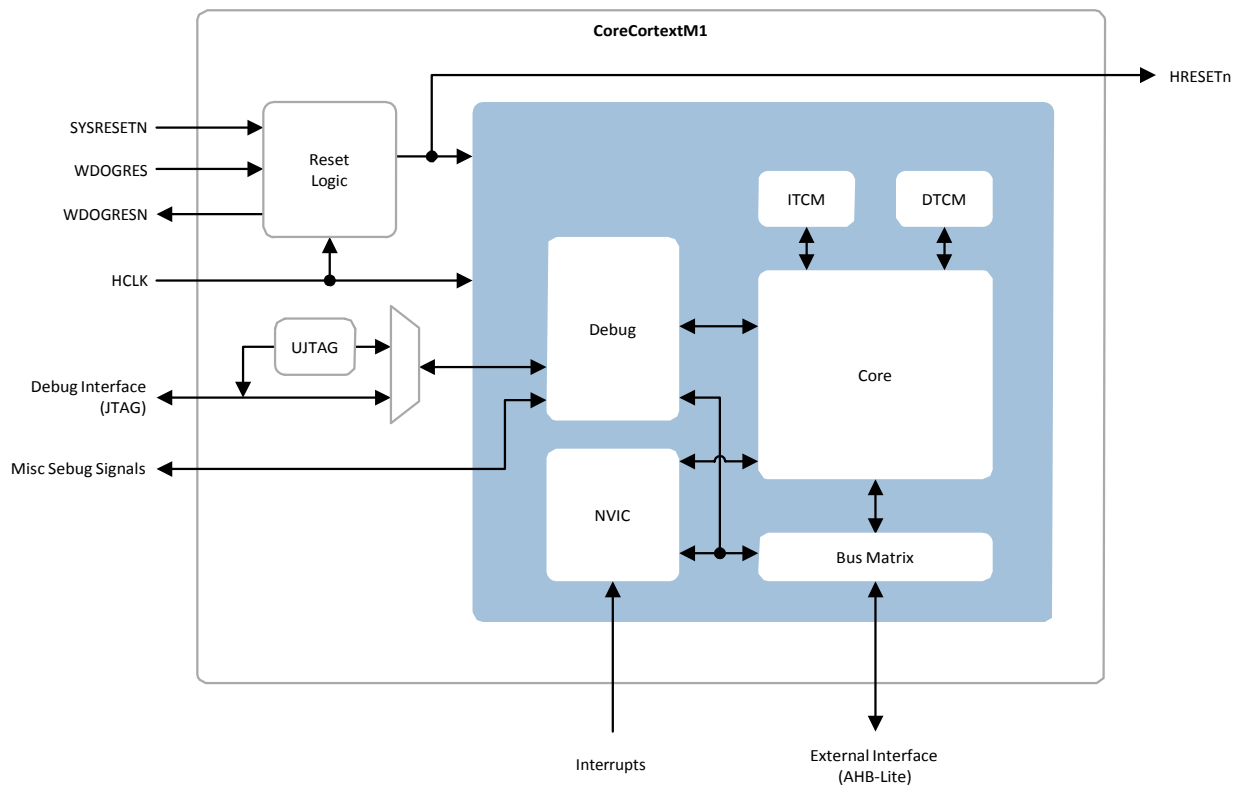 CoreCortextM1
HRESETn
SYSRESETN
WDOGRES
WDOGRESN
Reset
Logic
ITCM
DTCM
HCLK
UJTAG
Debug
Core
Debug Interface
(JTAG)
Misc Sebug Signals
NVIC
Bus Matrix
Interrupts
External Interface
(AHB-Lite)